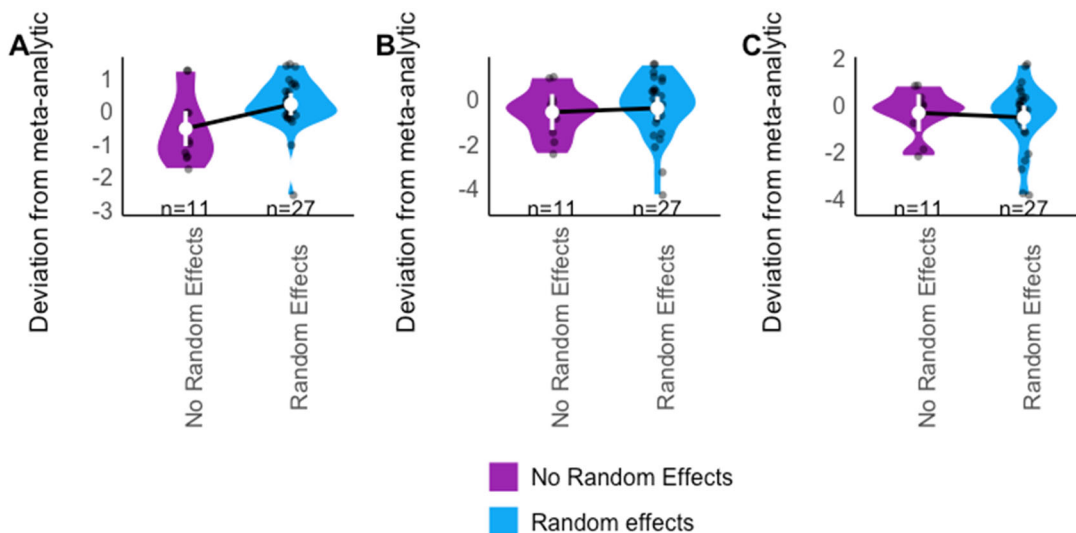 A
Deviation from meta-analytic
1
0
-1
-2
-3
n=11
n=27
No Random Effects
Random Effects
B
Deviation from meta-analytic
0
-2
-4
n=11
n=27
No Random Effects
Random Effects
C
Deviation from meta-analytic
2
0
-2
-4
n=11
n=27
No Random Effects
Random Effects
No Random Effects
Random effects